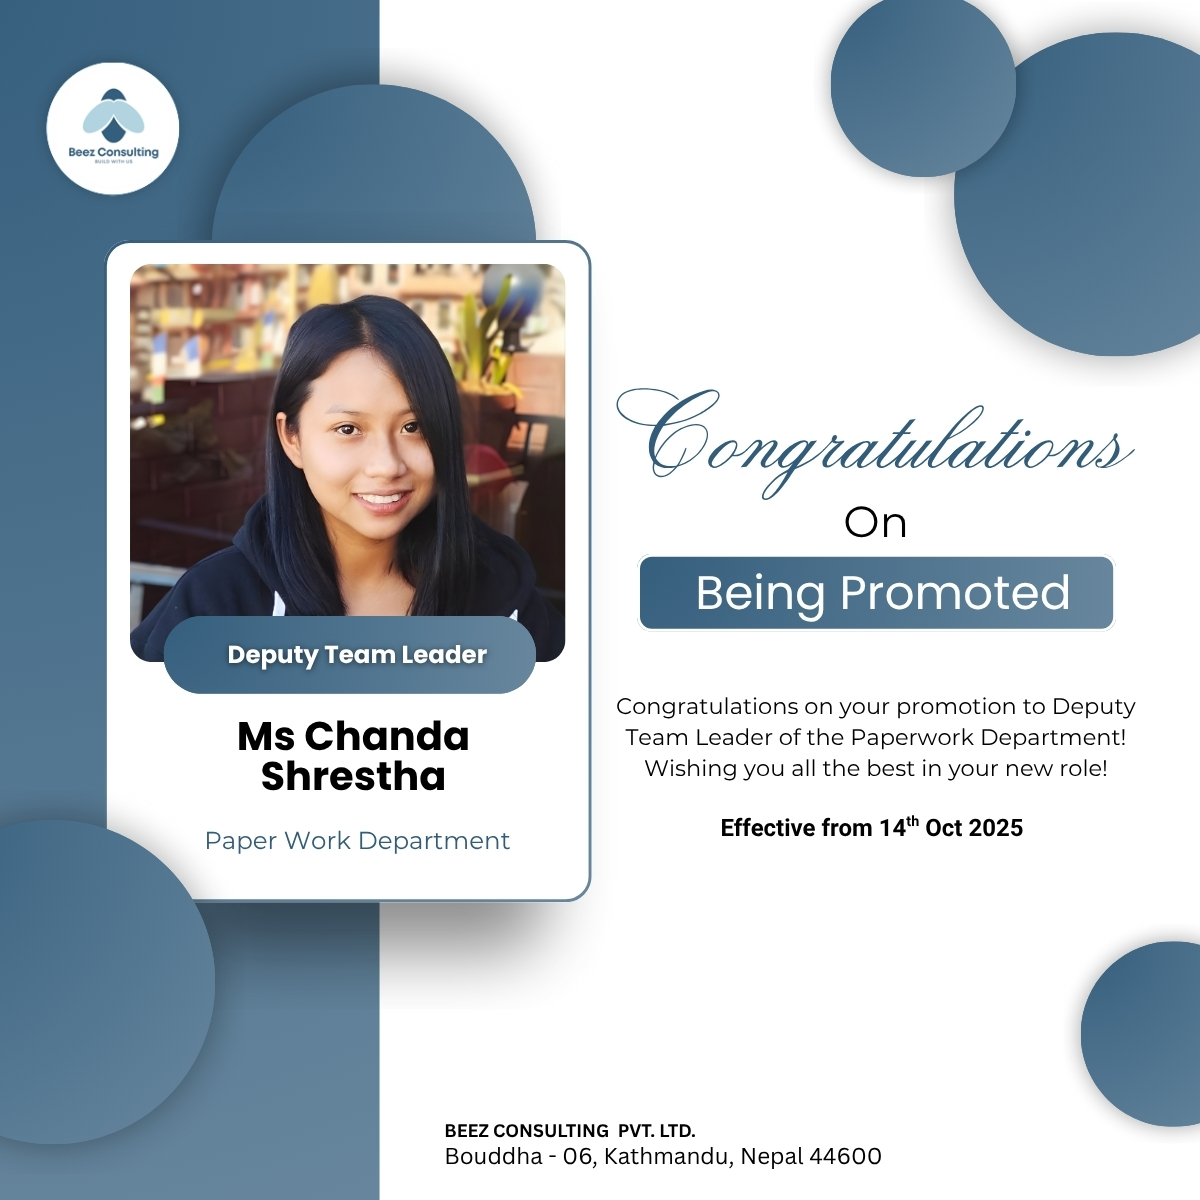 Beez Consulting
BUILD WITH US
Deputy Team Leader
Ms Chanda
Shrestha
Paper Work Department
Congratulations
On
Being Promoted
Congratulations on your promotion to Deputy
Team Leader of the Paperwork Department!
Wishing you all the best in your new role!
Effective from 14th Oct 2025
BEEZ CONSULTING PVT. LTD.
Bouddha - 06, Kathmandu, Nepal 44600